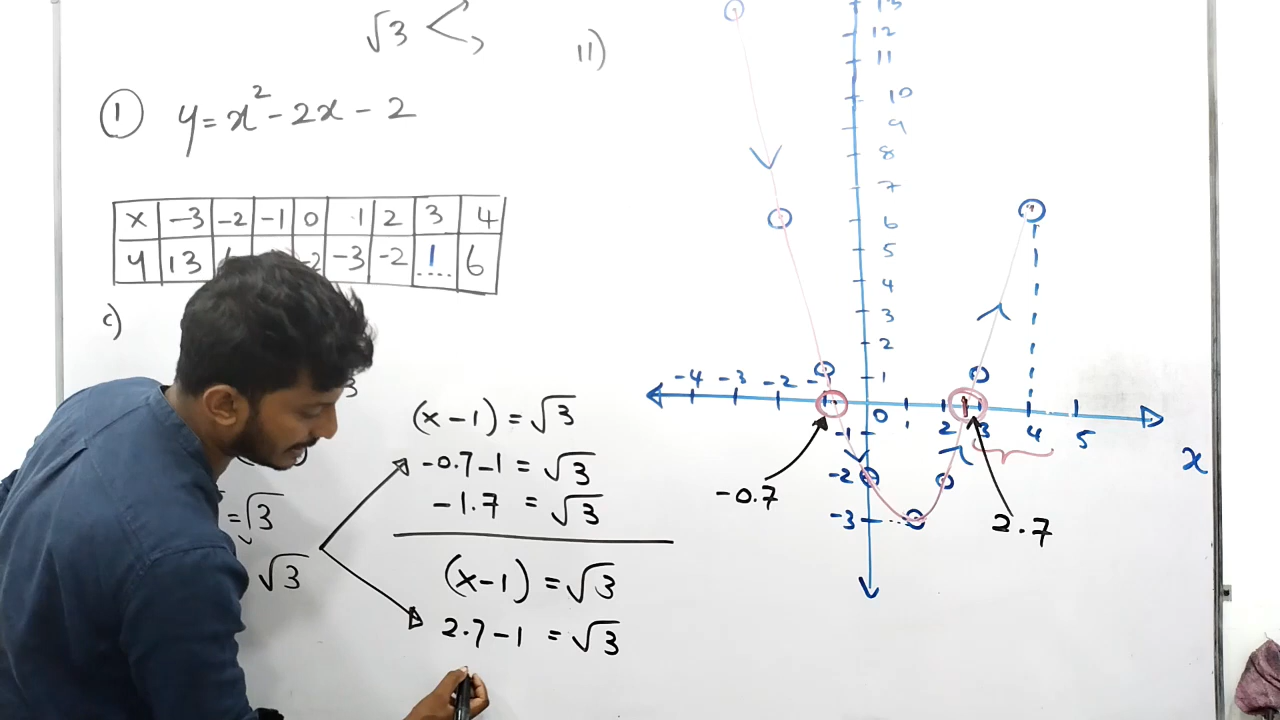 √3 <
① y = x² - 2x - 2
x | -3 | -2 | -1 | 0 | 1 | 2 | 3 | 4
y | 13 | -2 | -3 | -2 | 1 | 6
c)
3
(x-1) = √3
-0.7-1 = √3
-1.7 = √3
=√3
√3
(x-1) = √3
2.7-1 = √3
11)
13
12
11
10
9
8
7
6
5
4
3
2
1
-4 -3 -2 -1 0 1 2 3 4 5
x
-1
-2
-3
-0.7
2.7